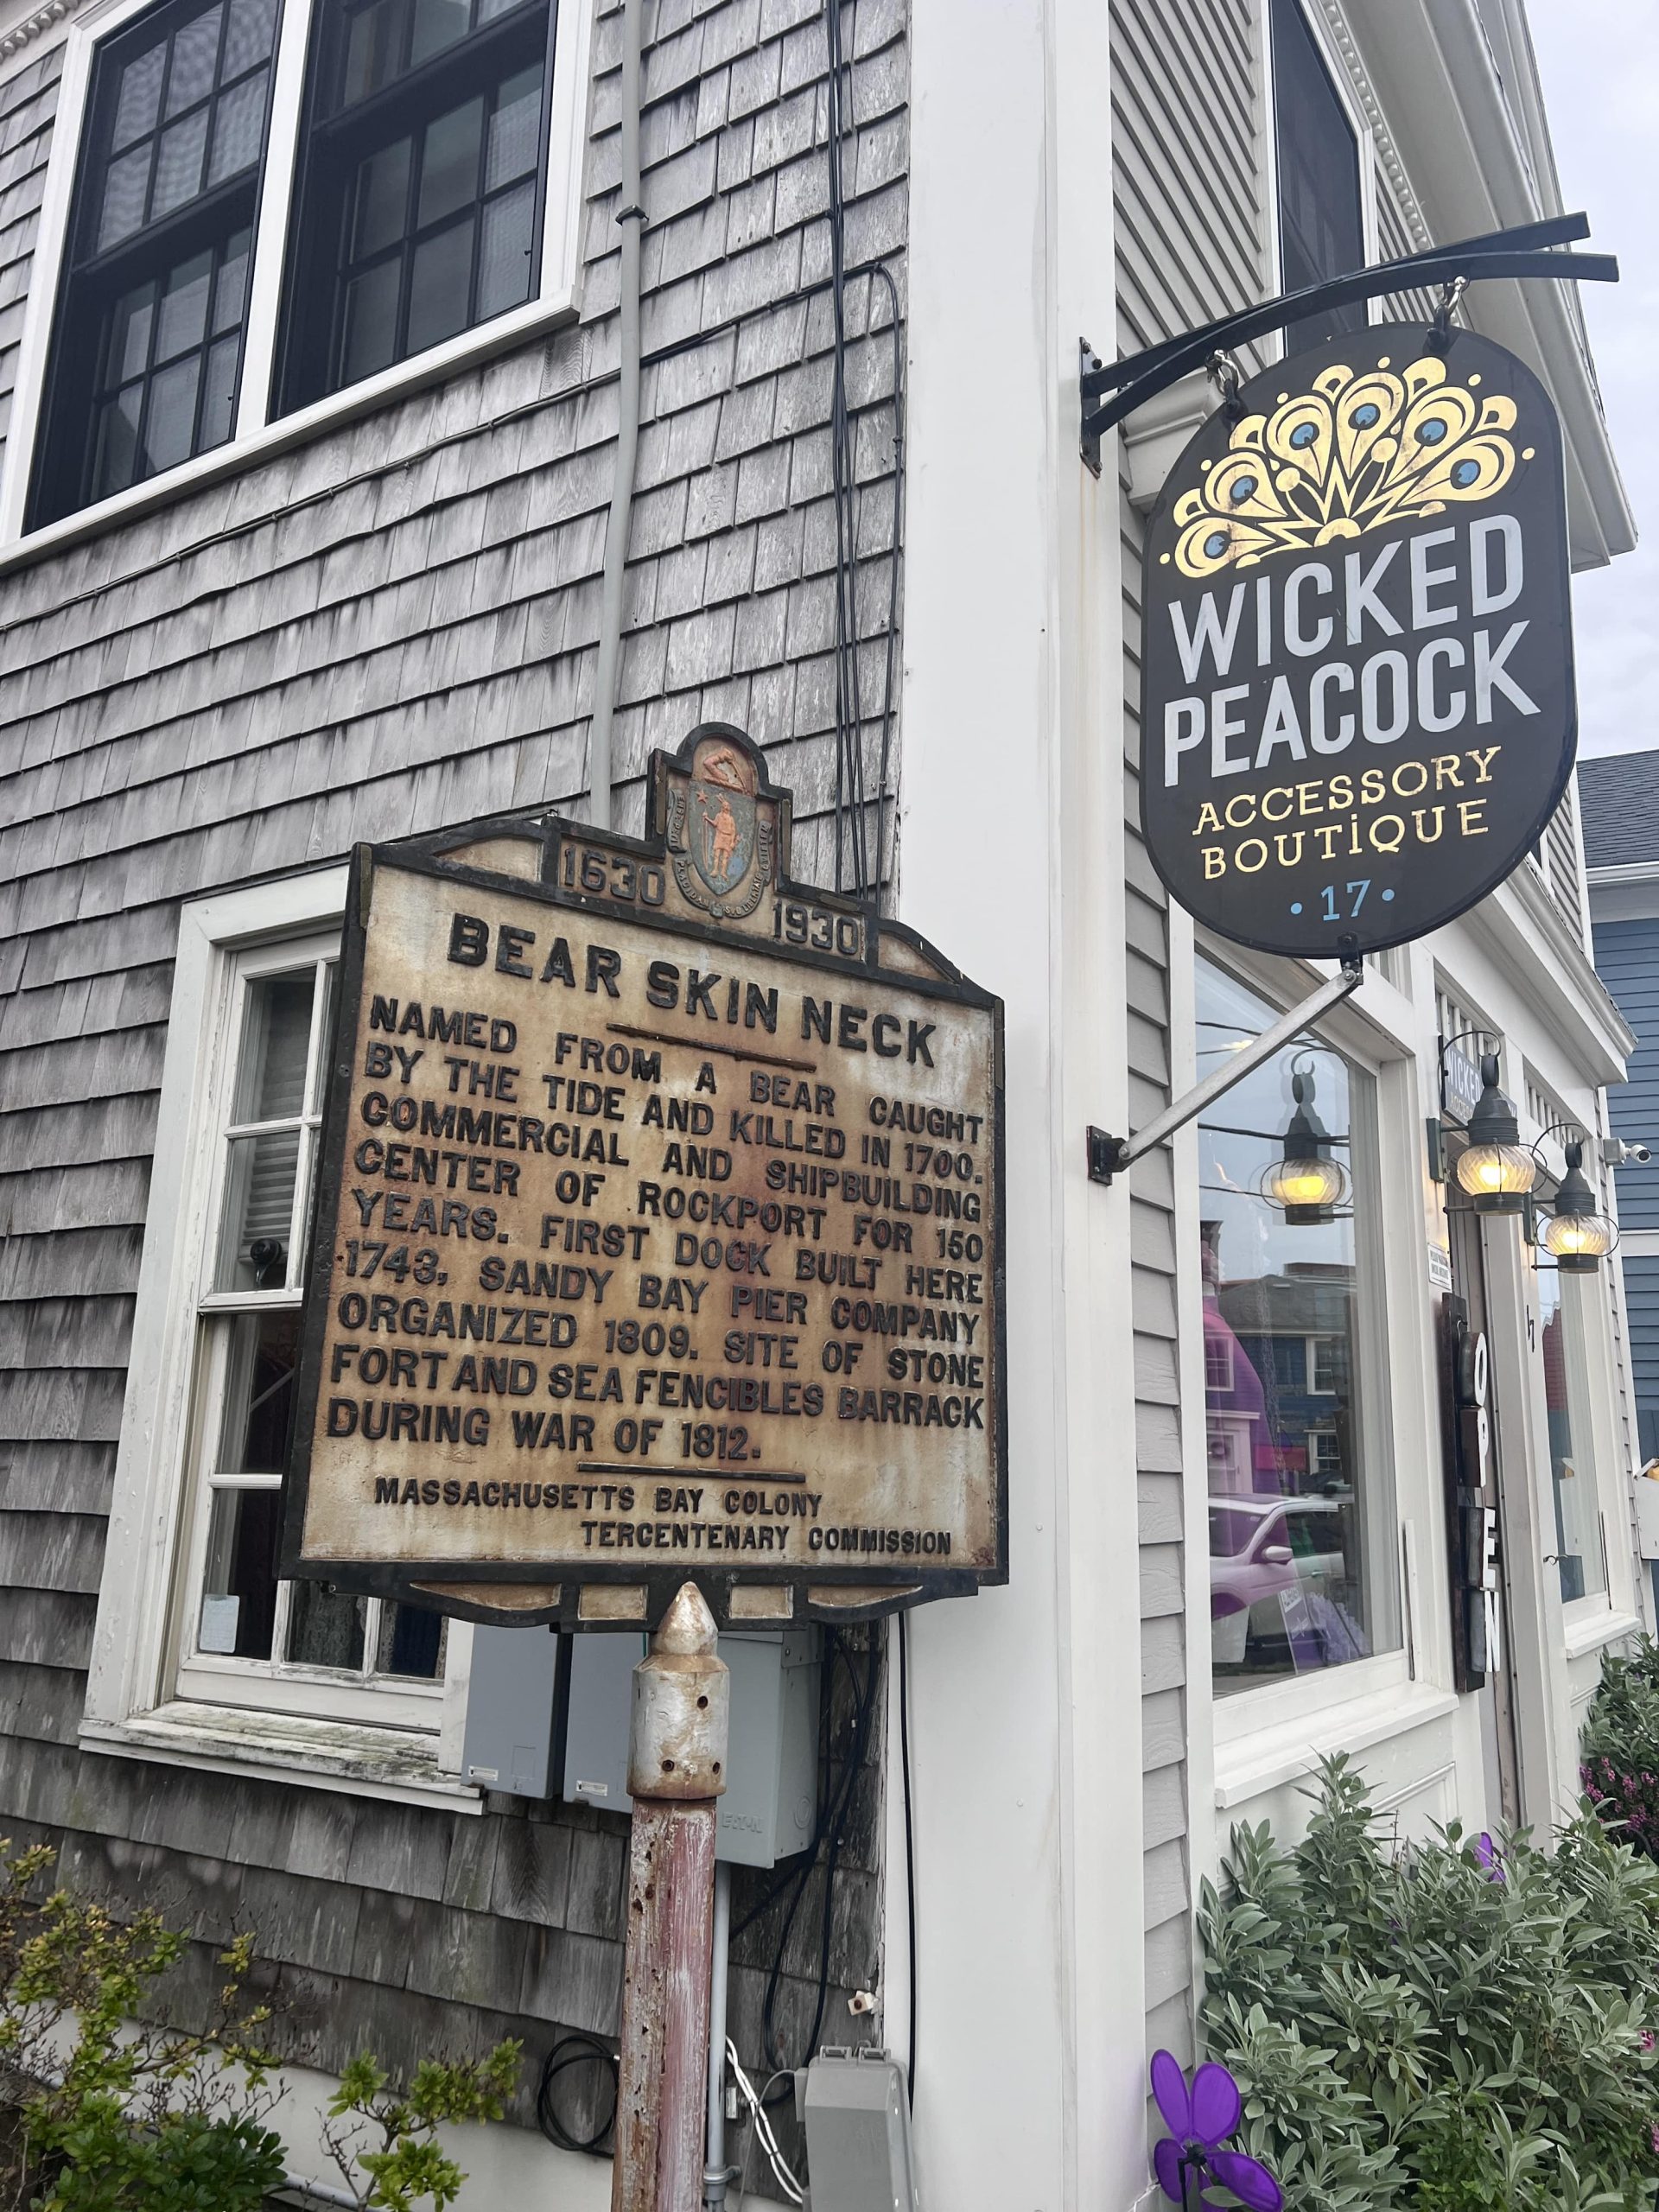 1630
1930
BEAR SKIN NECK
NAMED FROM A BEAR CAUGHT
BY THE TIDE AND KILLED IN 1700.
COMMERCIAL AND SHIPBUILDING
CENTER OF ROCKPORT FOR 150
YEARS. FIRST DOCK BUILT HERE
1743, SANDY BAY PIER COMPANY
ORGANIZED 1809. SITE OF STONE
FORT AND SEA FENCIBLES BARRACK
DURING WAR OF 1812.
MASSACHUSETTS BAY COLONY
TERCENTENARY COMMISSION
WICKED
PEACOCK
ACCESSORY
BOUTIQUE
• 17 •
WICKED
OPEN
17